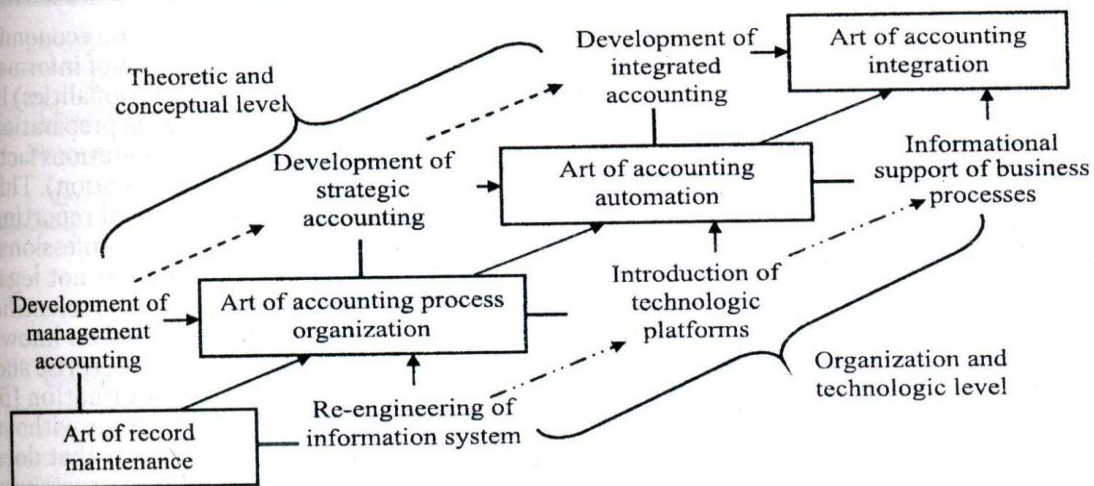 Theoretic and
conceptual level
Development of
integrated
accounting
Art of accounting
integration
Development of
strategic
accounting
Art of accounting
automation
Informational
support of business
processes
Development of
management
accounting
Art of accounting process
organization
Introduction of
technologic
platforms
Organization and
technologic level
Art of record
maintenance
Re-engineering of
information system